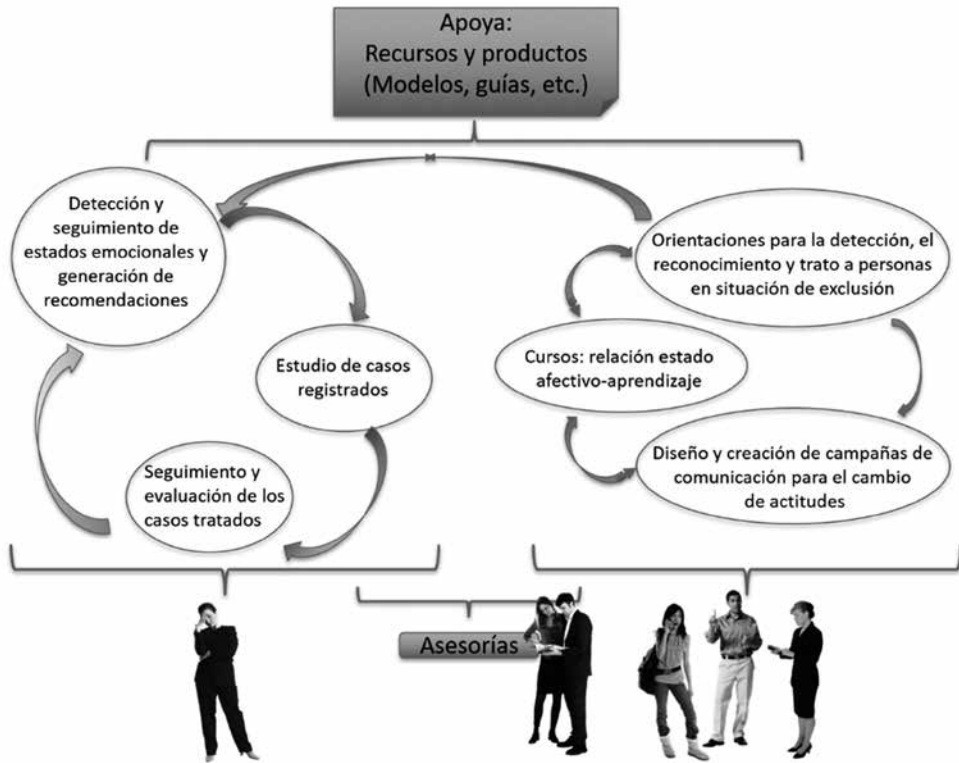 Apoya:
Recursos y productos
(Modelos, guías, etc.)
Detección y
seguimiento de
estados emocionales y
generación de
recomendaciones
Estudio de casos
registrados
Seguimiento y
evaluación de los
casos tratados
Orientaciones para la detección, el
reconocimiento y trato a personas
en situación de exclusión
Cursos: relación estado
afectivo-aprendizaje
Diseño y creación de campañas de
comunicación para el cambio
de actitudes
Asesorías